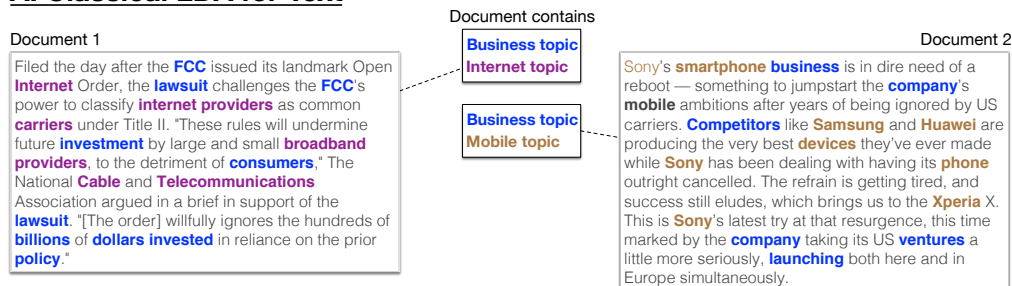 A. Classical LDA for Text
Document contains
Document 1
Business topic
Internet topic
Business topic
Mobile topic
Document 2
Filed the day after the FCC issued its landmark Open
Internet Order, the lawsuit challenges the FCC's
power to classify internet providers as common
carriers under Title II. "These rules will undermine
future investment by large and small broadband
providers, to the detriment of consumers," The
National Cable and Telecommunications
Association argued in a brief in support of the
lawsuit. "[The order] willfully ignores the hundreds of
billions of dollars invested in reliance on the prior
policy."
Sony's smartphone business is in dire need of a
reboot — something to jumpstart the company's
mobile ambitions after years of being ignored by US
carriers. Competitors like Samsung and Huawei are
producing the very best devices they've ever made
while Sony has been dealing with having its phone
outright cancelled. The refrain is getting tired, and
success still eludes, which brings us to the Xperia X.
This is Sony's latest try at that resurgence, this time
marked by the company taking its US ventures a
little more seriously, launching both here and in
Europe simultaneously.